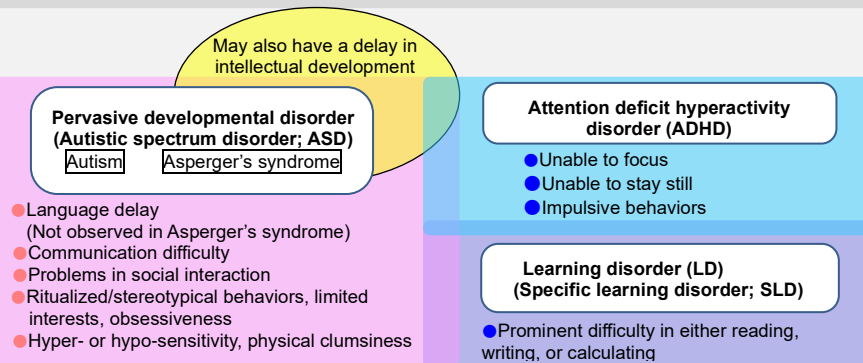 May also have a delay in
intellectual development
Pervasive developmental disorder
(Autistic spectrum disorder; ASD)
Autism Asperger's syndrome
●Language delay
(Not observed in Asperger's syndrome)
●Communication difficulty
●Problems in social interaction
●Ritualized/stereotypical behaviors, limited
interests, obsessiveness
●Hyper- or hypo-sensitivity, physical clumsiness
Attention deficit hyperactivity
disorder (ADHD)
●Unable to focus
●Unable to stay still
●Impulsive behaviors
Learning disorder (LD)
(Specific learning disorder; SLD)
●Prominent difficulty in either reading,
writing, or calculating